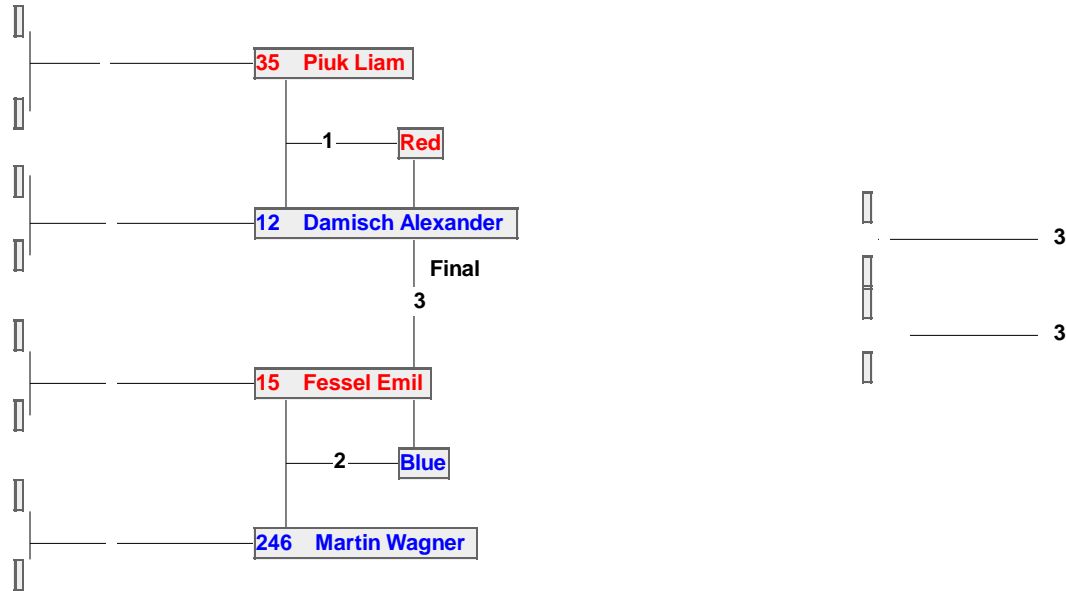 35 Piuk Liam
1
Red
12 Damisch Alexander
3
Final
3
3
15 Fessel Emil
2
Blue
246 Martin Wagner